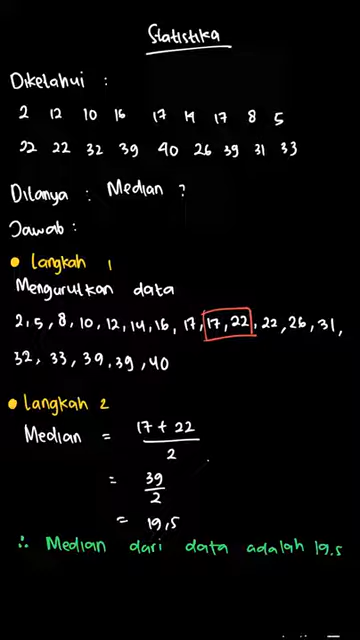 Statistika
Diketahui :
2 12 10 16 17 14 17 8 5
22 22 32 39 40 26 39 31 33
Ditanya : Median ?
Jawab :
• Langkah 1
Mengurutkan data
2, 5, 8, 10, 12, 14, 16, 17, 17, 22, 22, 26, 31,
32, 33, 39, 39, 40
• Langkah 2
Median = 17 + 22
2
= 39
2
= 19,5
∴ Median dari data adalah 19.5